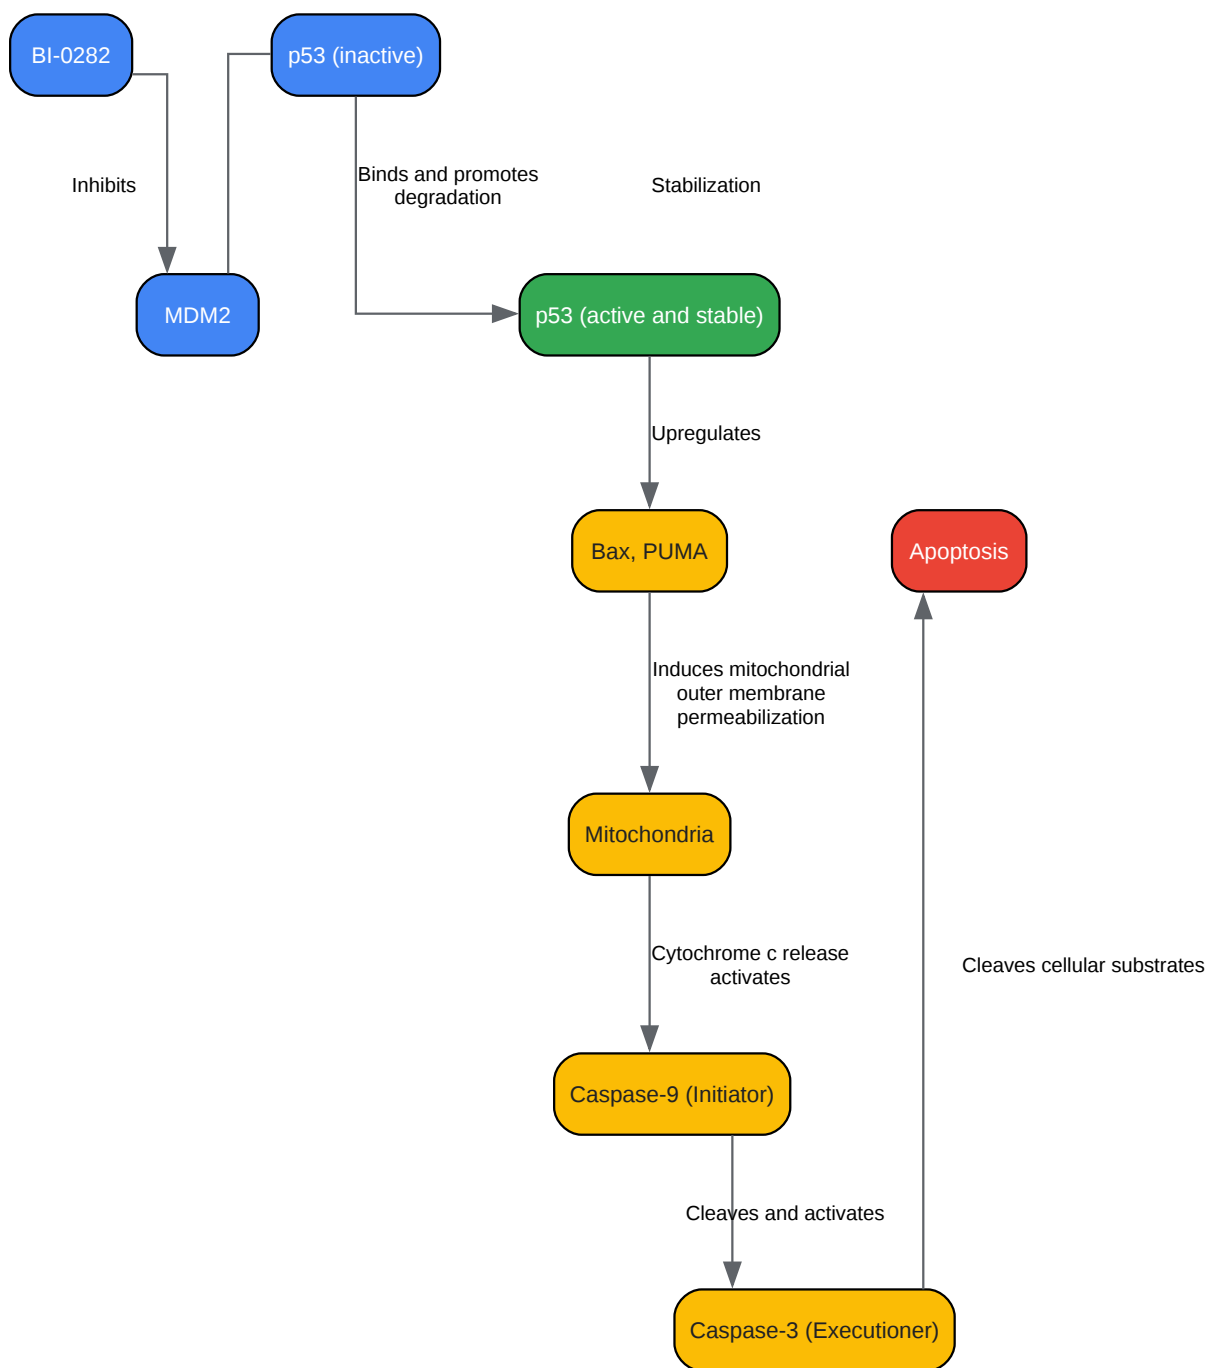 BI-0282
p53 (inactive)
Inhibits
Binds and promotes
degradation
Stabilization
MDM2
p53 (active and stable)
Upregulates
Bax, PUMA
Apoptosis
Induces mitochondrial
outer membrane
permeabilization
Mitochondria
Cytochrome c release
activates
Cleaves cellular substrates
Caspase-9 (Initiator)
Cleaves and activates
Caspase-3 (Executioner)